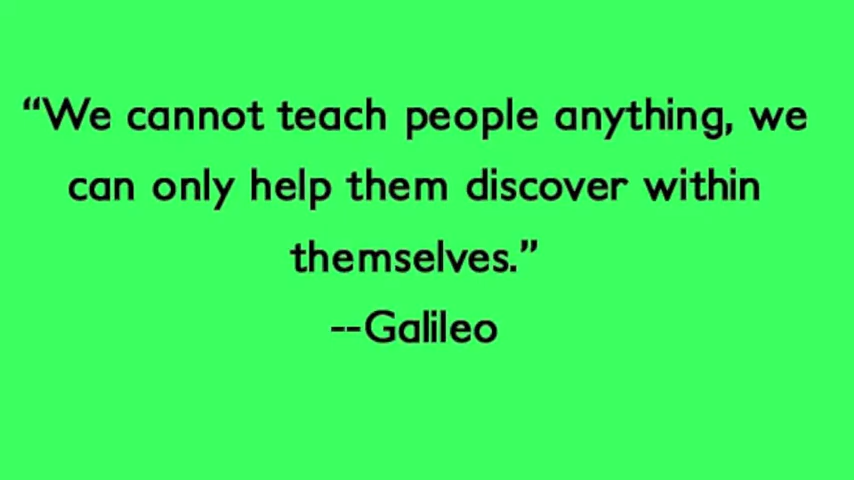 “We cannot teach people anything, we
can only help them discover within
themselves.”
--Galileo